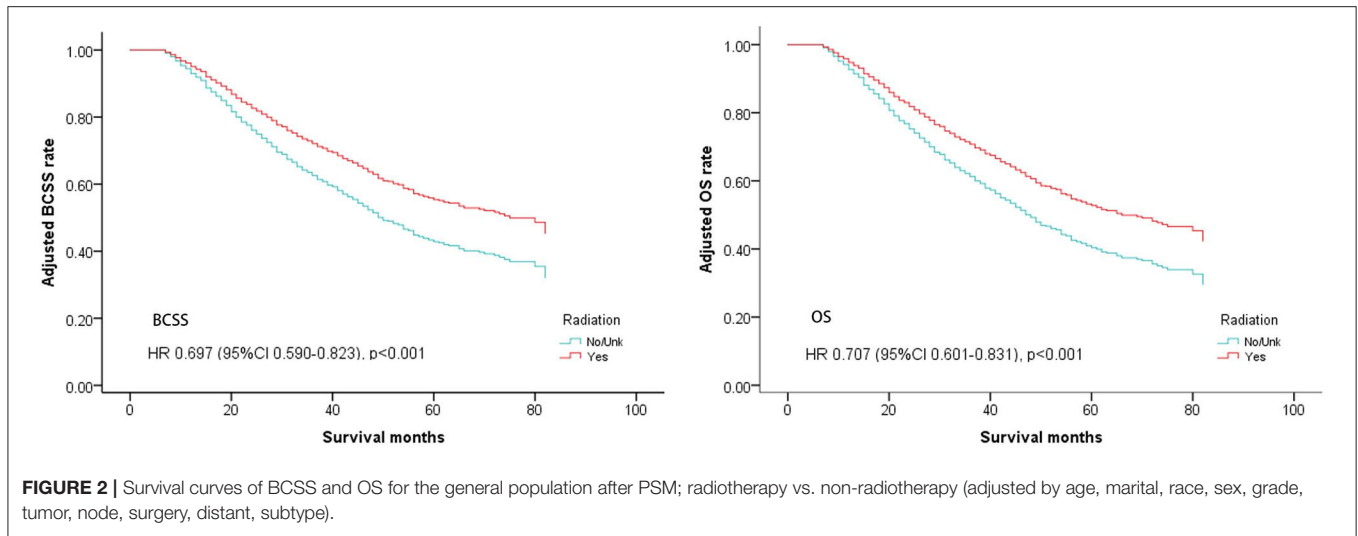 1.00
0.80
0.60
0.40
0.20
0.00
Adjusted BCSS rate
BCSS
HR 0.697 (95%CI 0.590-0.823), p<0.001
Radiation
No/Unk
Yes
0 20 40 60 80 100
Survival months
1.00
0.80
0.60
0.40
0.20
0.00
Adjusted OS rate
OS
HR 0.707 (95%CI 0.601-0.831), p<0.001
Radiation
No/Unk
Yes
0 20 40 60 80 100
Survival months
FIGURE 2 | Survival curves of BCSS and OS for the general population after PSM; radiotherapy vs. non-radiotherapy (adjusted by age, marital, race, sex, grade,
tumor, node, surgery, distant, subtype).